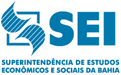 SEI
SUPERINTENDÊNCIA DE ESTUDOS
ECONÔMICOS E SOCIAIS DA BAHIA